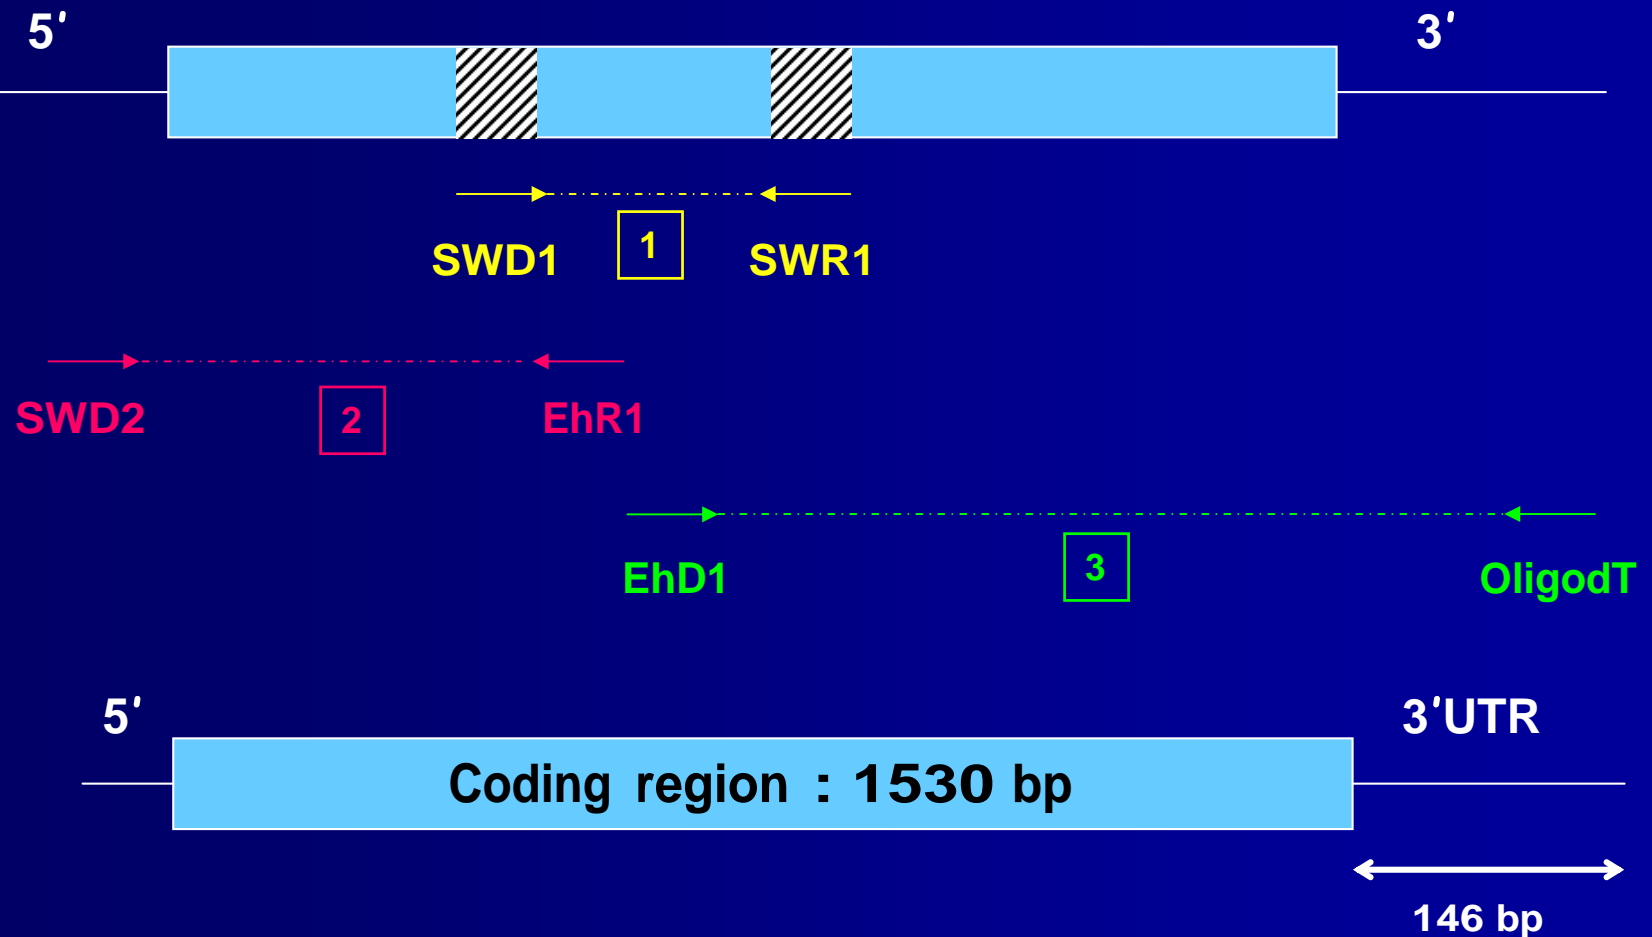 5′
3′
SWD1
1
SWR1
SWD2
2
EhR1
EhD1
3
OligodT
5′
3′UTR
Coding region : 1530 bp
146 bp